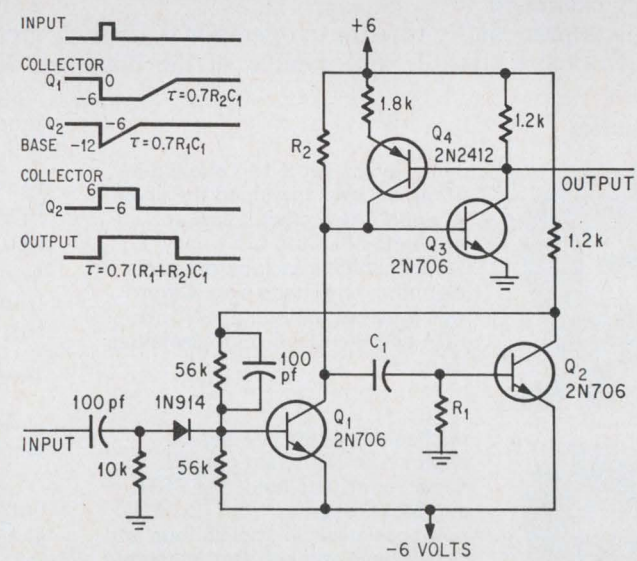 INPUT
COLLECTOR
Q1 0
-6
τ=0.7R2C1
Q2 -6
BASE -12
τ=0.7R1C1
COLLECTOR
6
Q2 -6
OUTPUT
τ=0.7(R1+R2)C1
+6
1.8k
1.2k
R2
Q4
2N2412
OUTPUT
Q3
2N706
1.2k
56k
100
pf
C1
Q2
2N706
100 pf
1N914
Q1
2N706
R1
INPUT
10k
56k
-6 VOLTS